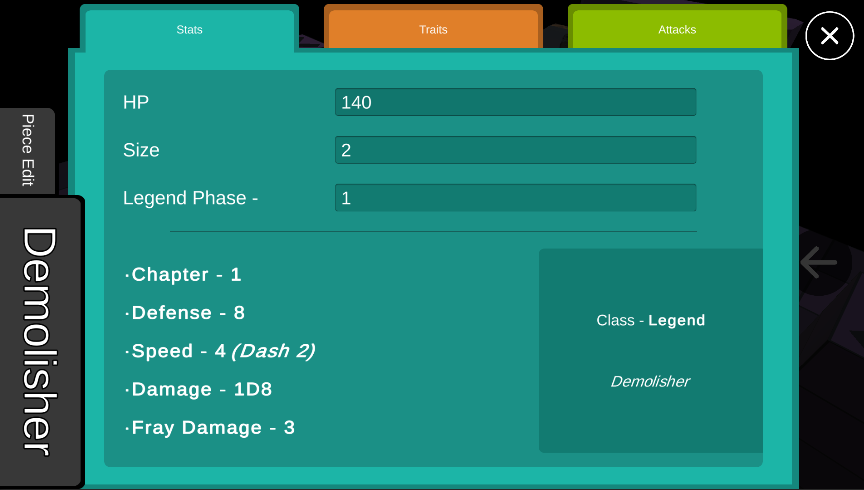 Stats
Traits
Attacks
Piece Edit
Demolisher
HP
140
Size
2
Legend Phase -
1
·Chapter - 1
·Defense - 8
·Speed - 4 (Dash 2)
·Damage - 1D8
·Fray Damage - 3
Class - Legend
Demolisher